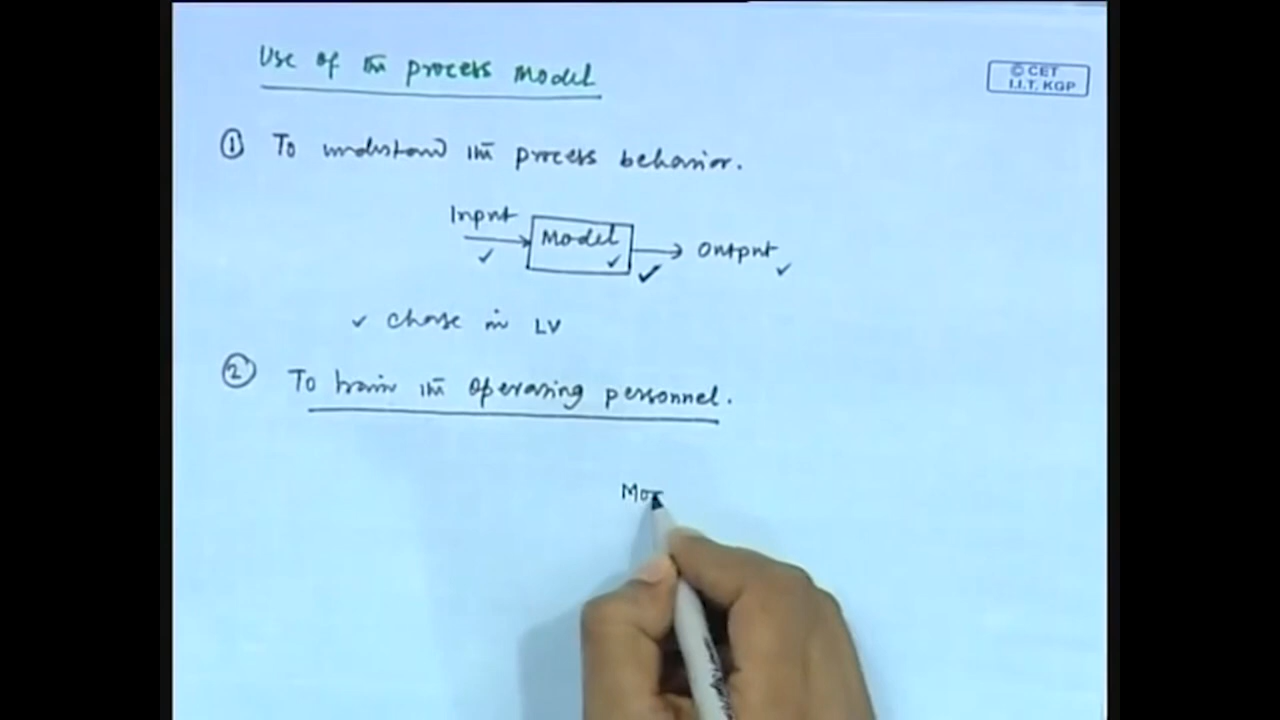 Use of the process Model
© CET
I.I.T. KGP
① To understand the process behavior.
Input
Model
Output
✓ change in LV
② To train the operating personnel.
Mo